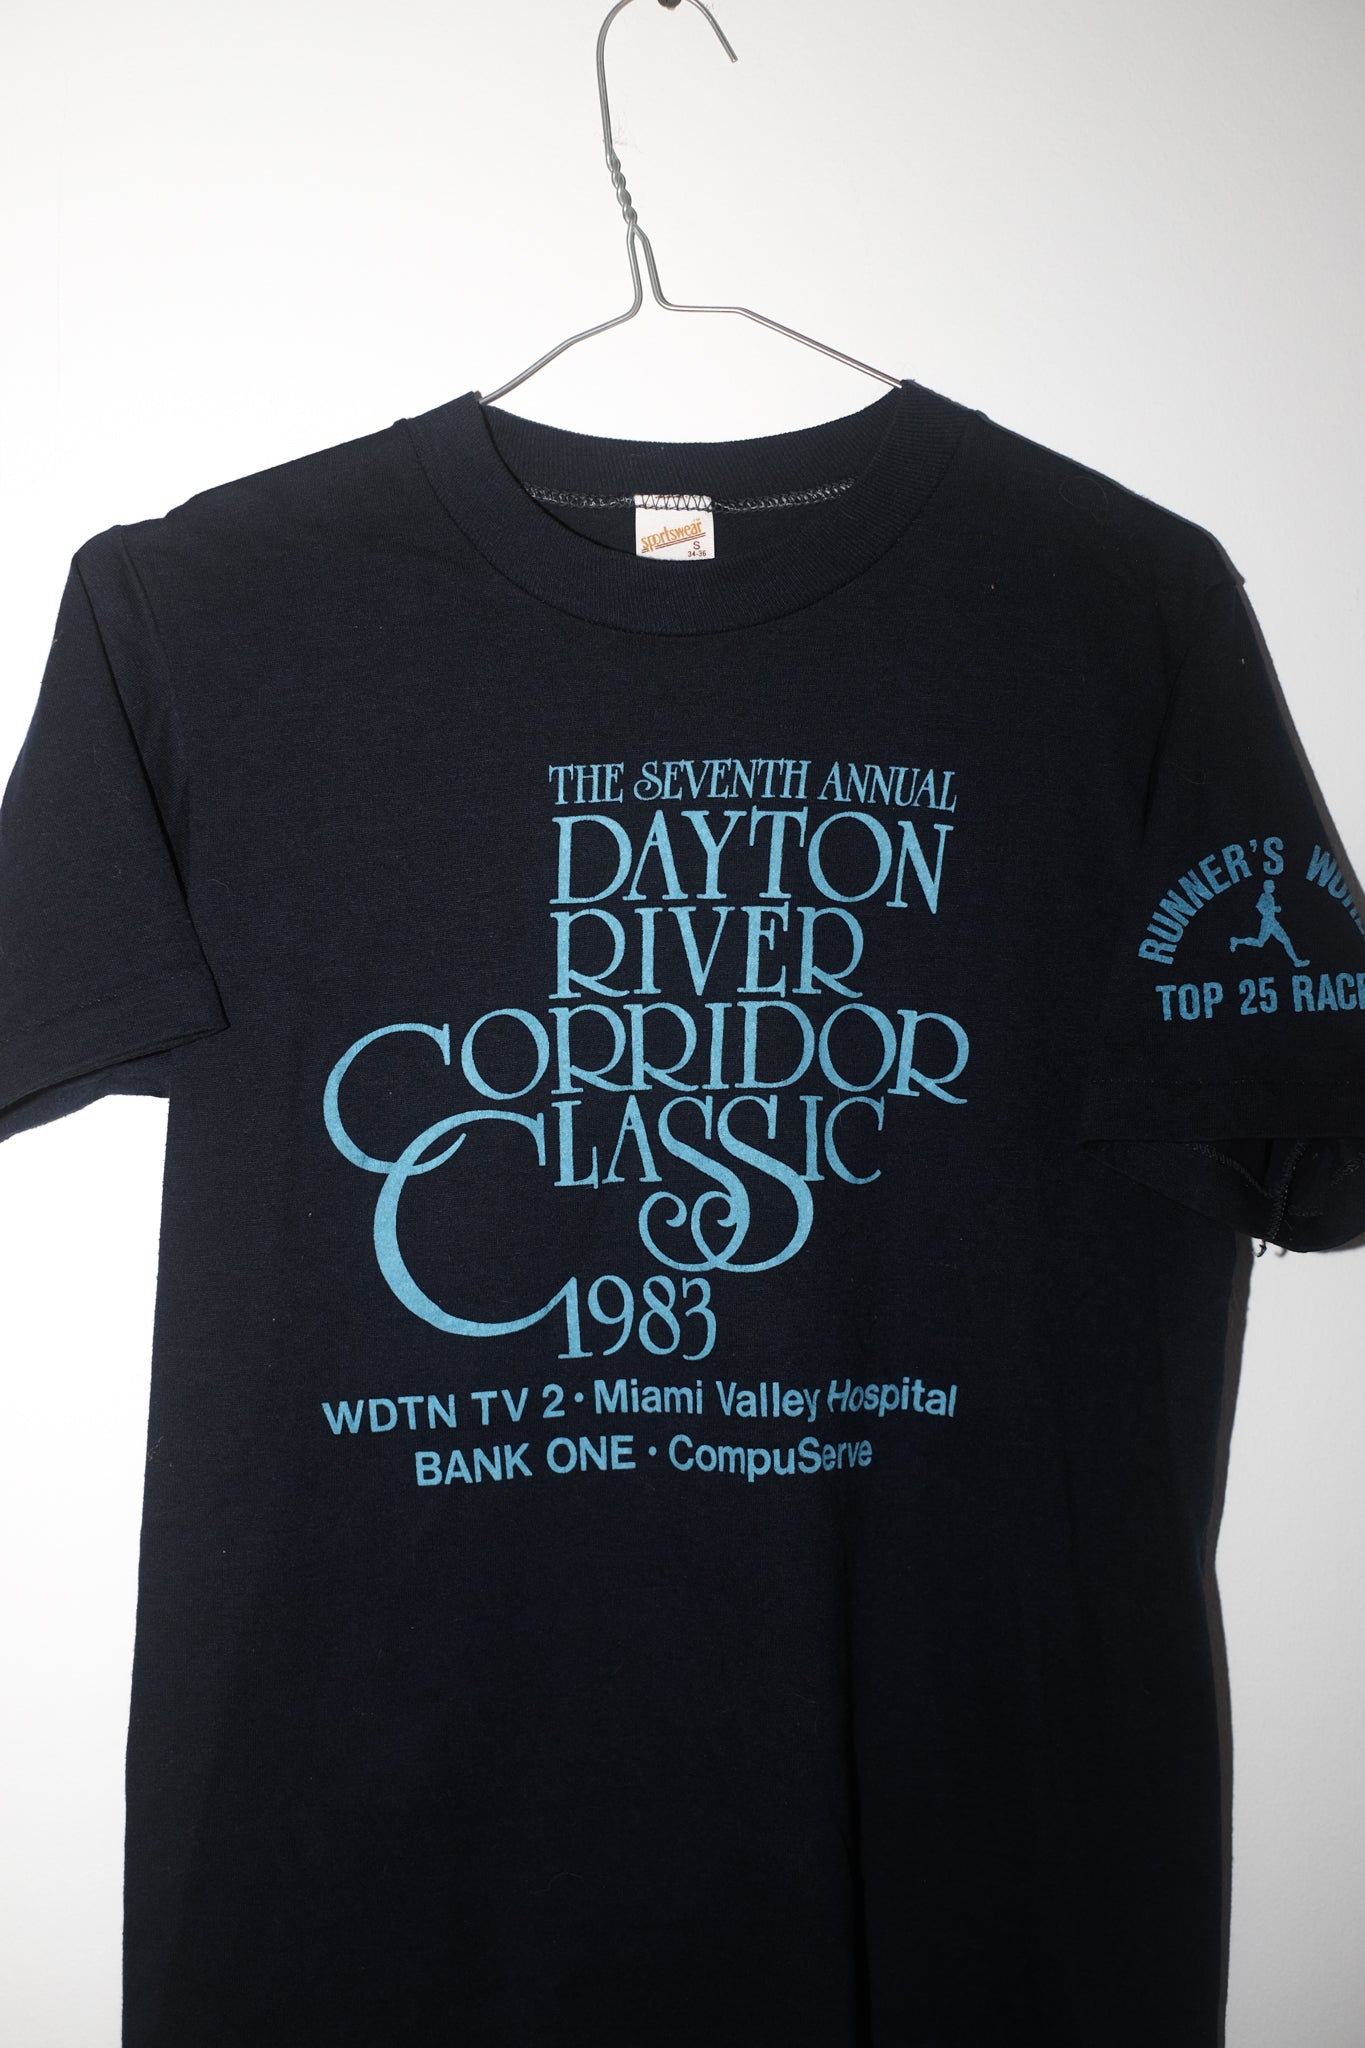 sportswear
S
34-36
THE SEVENTH ANNUAL
DAYTON
RIVER
CORRIDOR
CLASSIC
1983
WDTN TV 2 • Miami Valley Hospital
BANK ONE • CompuServe
RUNNER'S
TOP 25